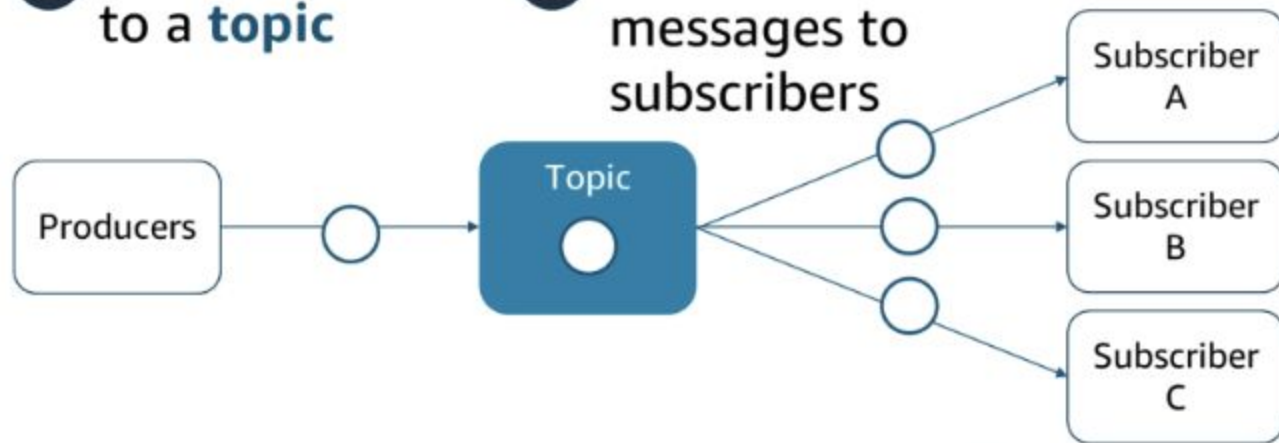 to a topic
messages to
subscribers
Producers
Topic
Subscriber
A
Subscriber
B
Subscriber
C